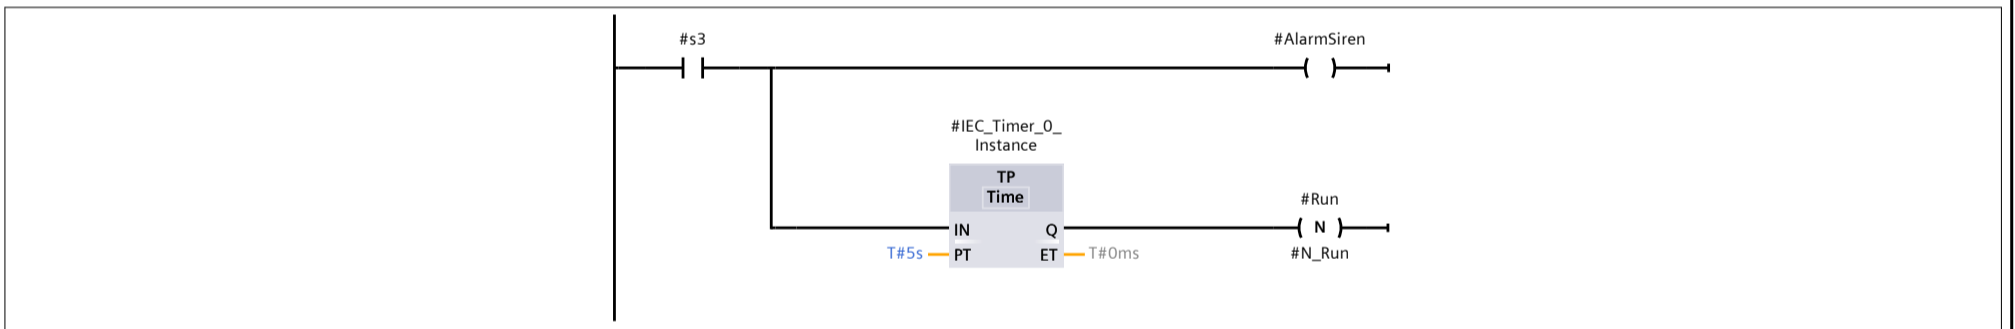 #s3
#AlarmSiren
#IEC_Timer_0_
Instance
TP
Time
#Run
IN
Q
N
T#5s
PT
ET
T#0ms
#N_Run